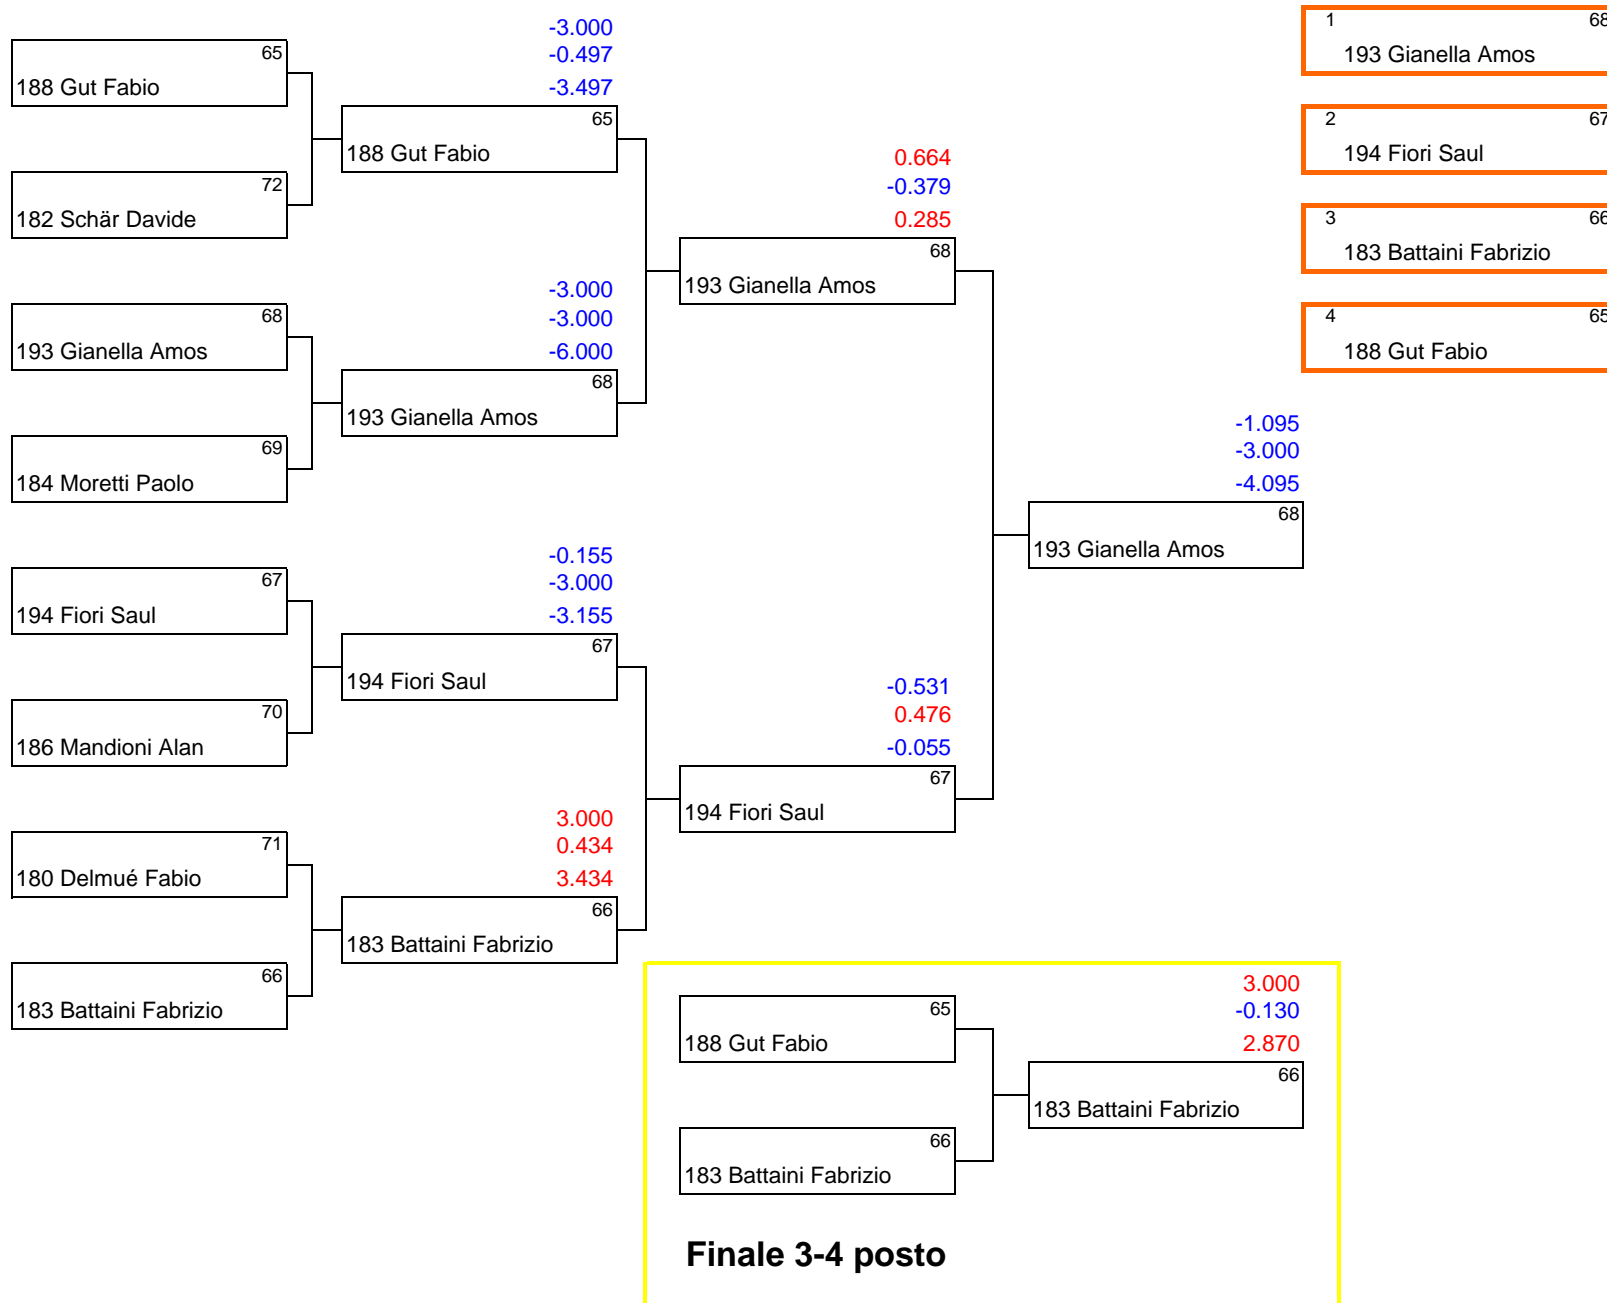 65
188 Gut Fabio
72
182 Schär Davide
68
193 Gianella Amos
69
184 Moretti Paolo
67
194 Fiori Saul
70
186 Mandioni Alan
71
180 Delmué Fabio
66
183 Battaini Fabrizio
-3.000
-0.497
-3.497
65
188 Gut Fabio
-3.000
-3.000
-6.000
68
193 Gianella Amos
-0.155
-3.000
-3.155
67
194 Fiori Saul
3.000
0.434
3.434
66
183 Battaini Fabrizio
0.664
-0.379
0.285
68
193 Gianella Amos
-0.531
0.476
-0.055
67
194 Fiori Saul
-1.095
-3.000
-4.095
68
193 Gianella Amos
1 68
193 Gianella Amos
2 67
194 Fiori Saul
3 66
183 Battaini Fabrizio
4 65
188 Gut Fabio
65
188 Gut Fabio
66
183 Battaini Fabrizio
3.000
-0.130
2.870
66
183 Battaini Fabrizio
Finale 3-4 posto